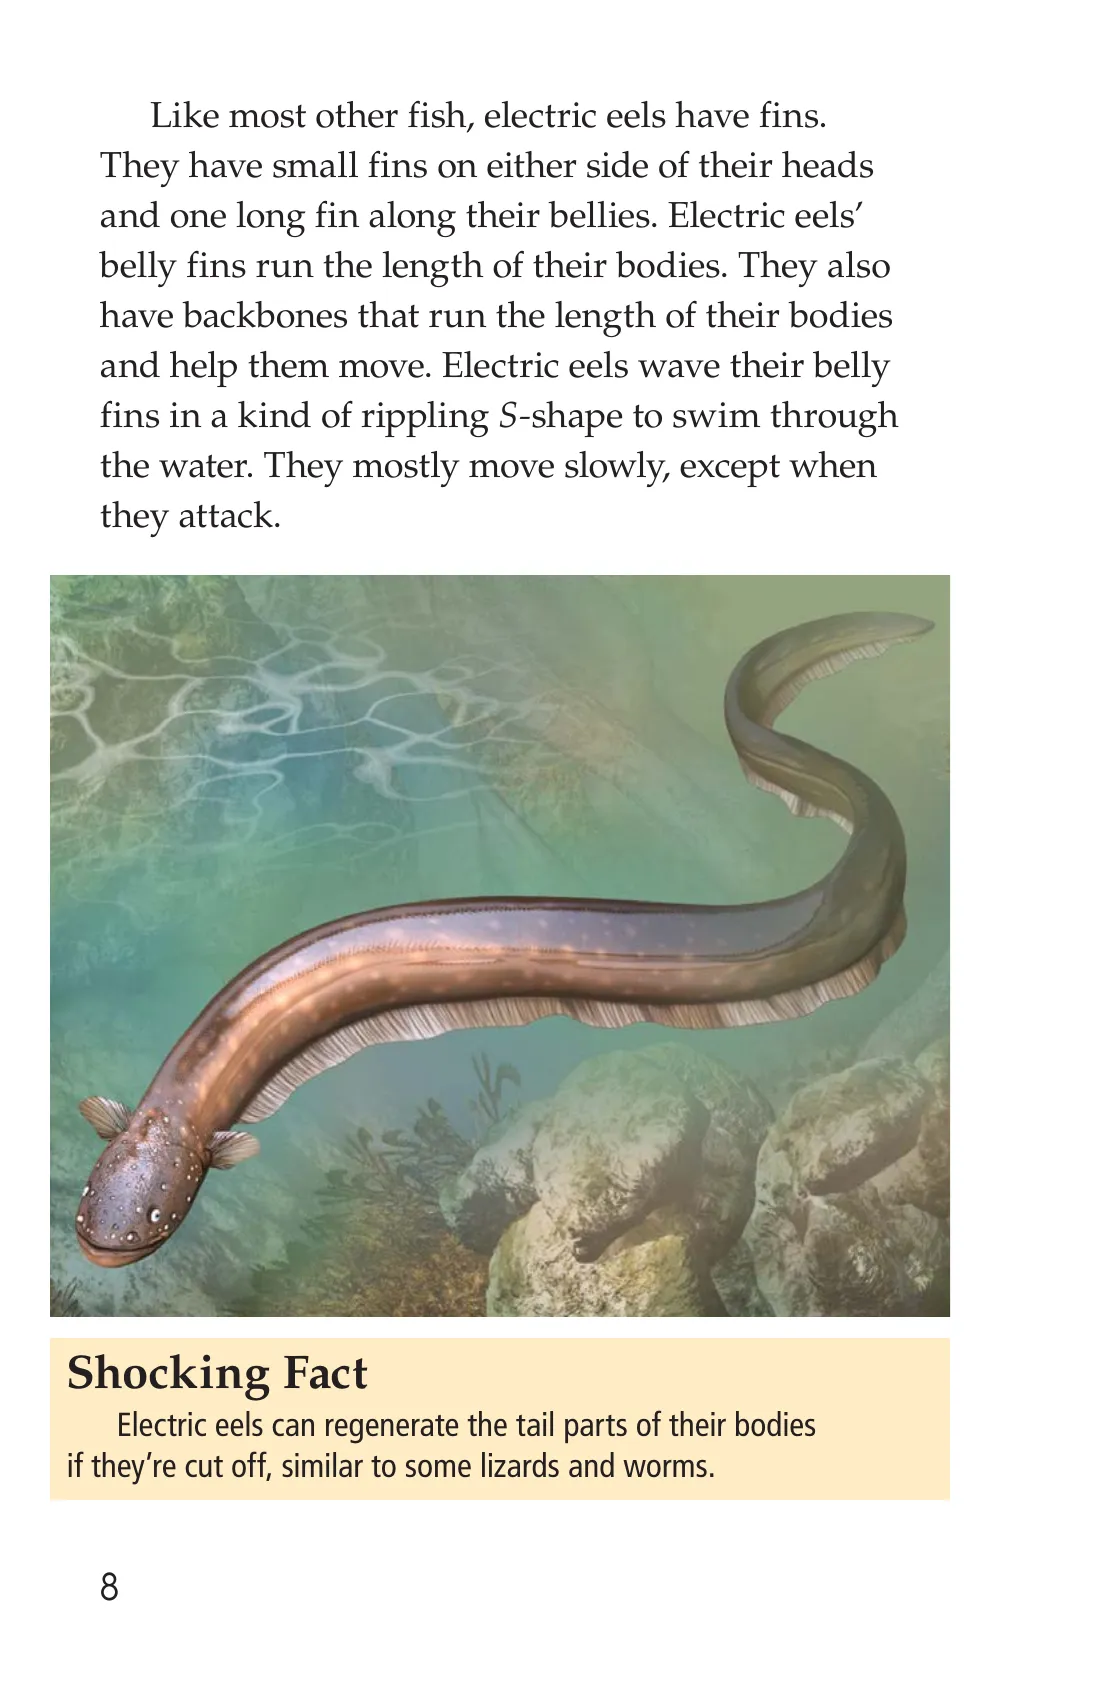 Like most other fish, electric eels have fins.
They have small fins on either side of their heads
and one long fin along their bellies. Electric eels’
belly fins run the length of their bodies. They also
have backbones that run the length of their bodies
and help them move. Electric eels wave their belly
fins in a kind of rippling S-shape to swim through
the water. They mostly move slowly, except when
they attack.
Shocking Fact
Electric eels can regenerate the tail parts of their bodies
if they’re cut off, similar to some lizards and worms.
8